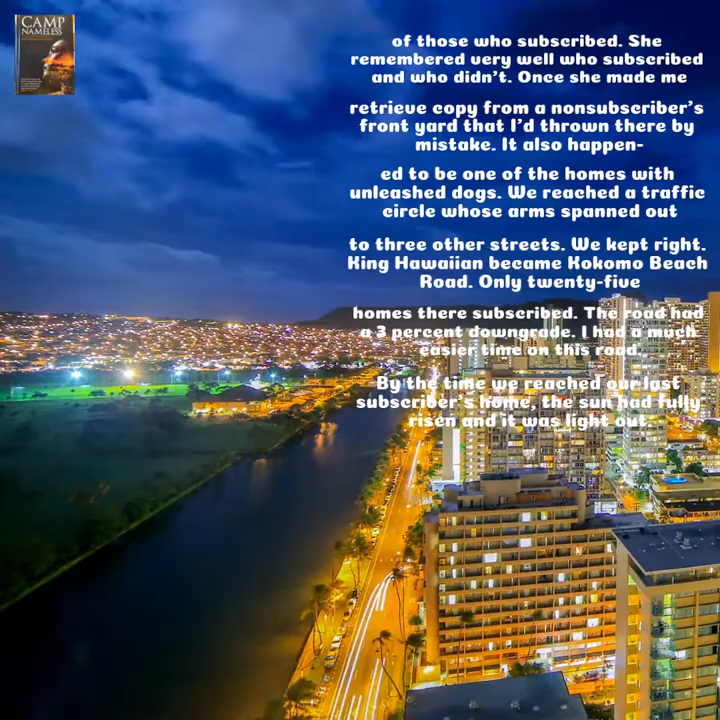 CAMP
NAMELESS
of those who subscribed. She
remembered very well who subscribed
and who didn't. Once she made me
retrieve copy from a nonsubscriber's
front yard that I'd thrown there by
mistake. It also happen-
ed to be one of the homes with
unleashed dogs. We reached a traffic
circle whose arms spanned out
to three other streets. We kept right.
King Hawaiian became Kokomo Beach
Road. Only twenty-five
homes there subscribed. The road had
a 3 percent downgrade. I had a much
easier time on this road.
By the time we reached our last
subscriber's home, the sun had fully
risen and it was light out